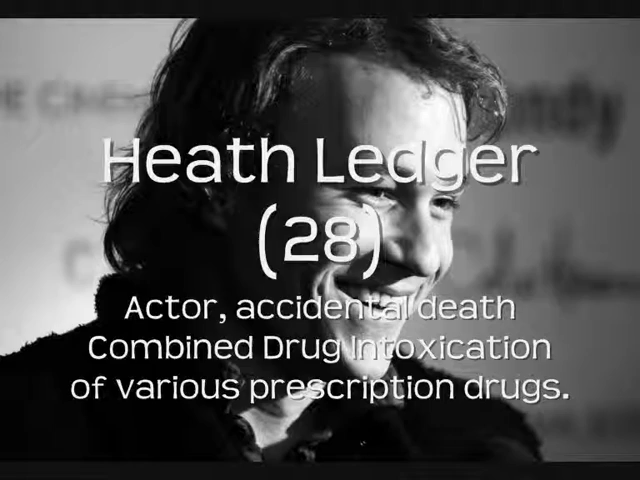 Heath Ledger
(28)
Actor, accidental death
Combined Drug Intoxication
of various prescription drugs.